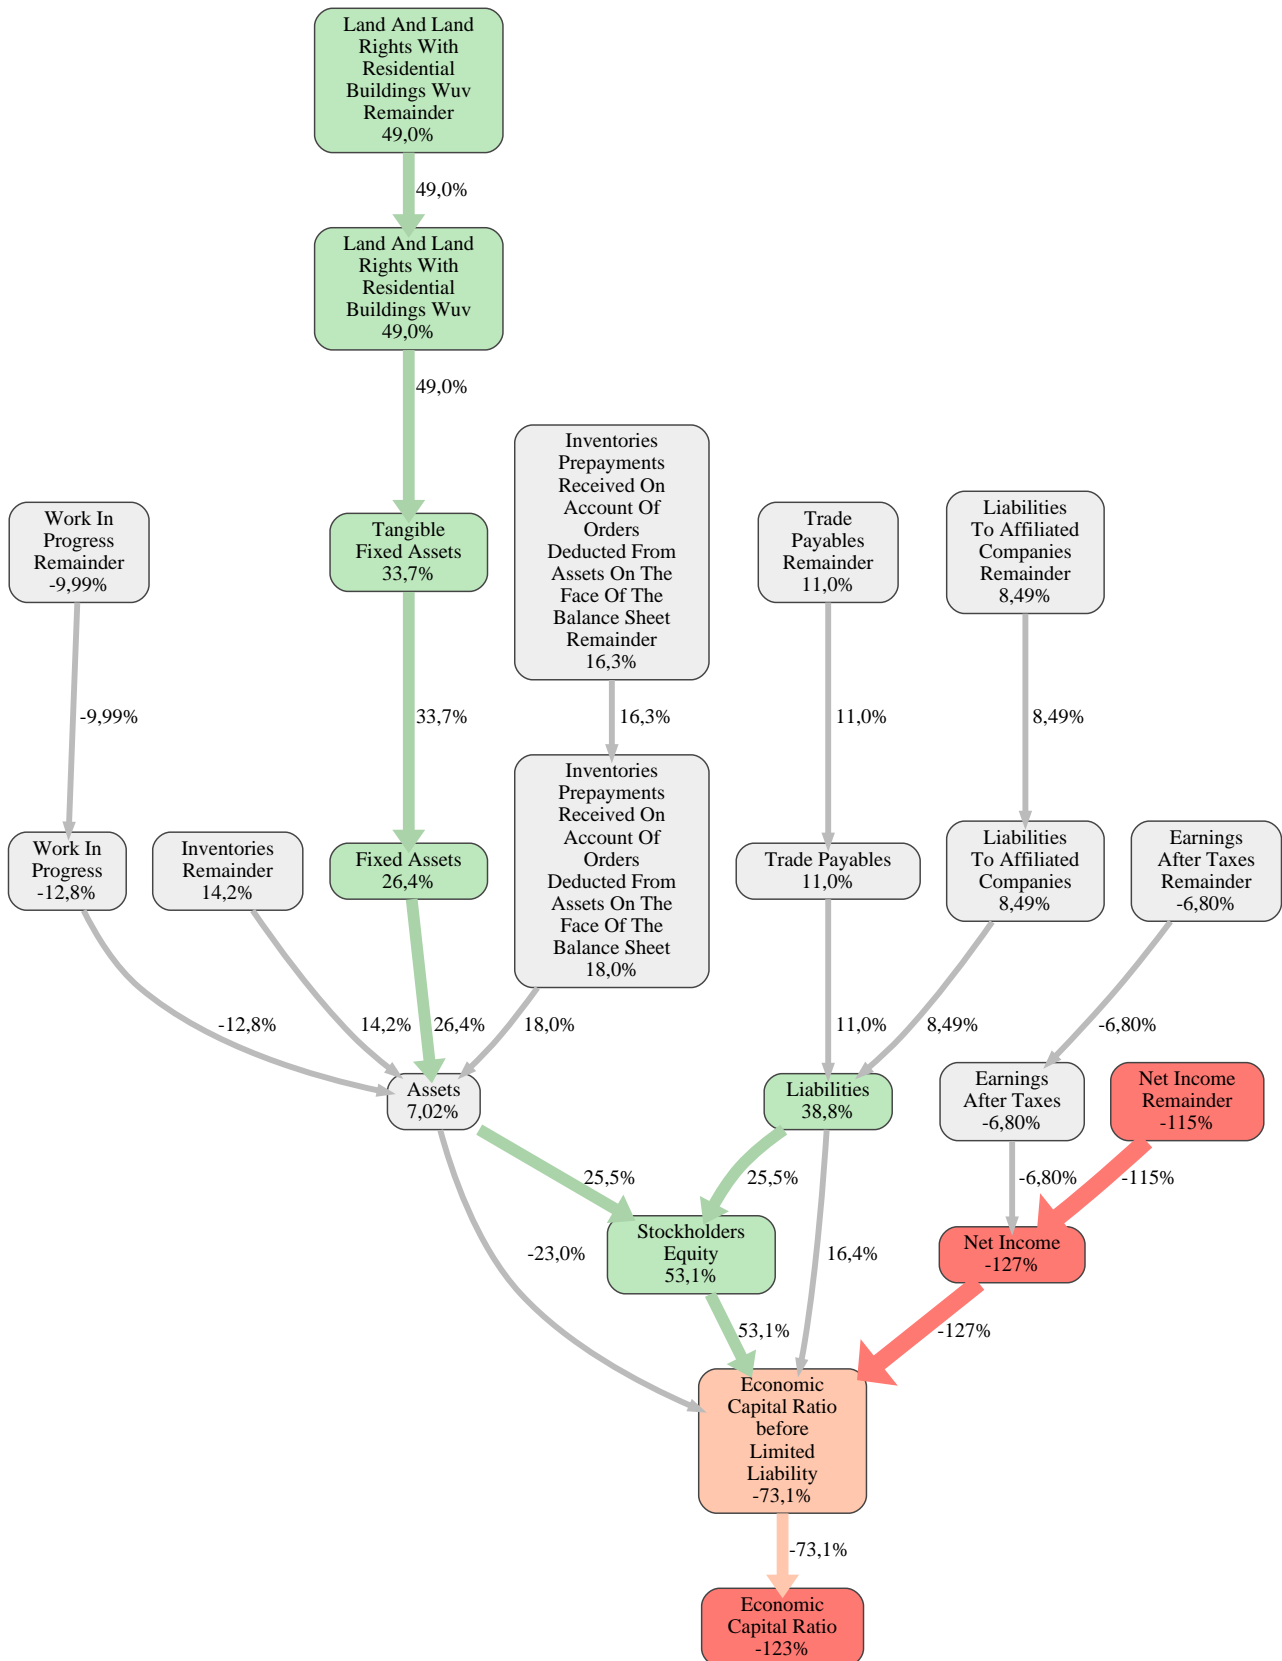 Land And Land
Rights With
Residential
Buildings Wuv
Remainder
49,0%
49,0%
Land And Land
Rights With
Residential
Buildings Wuv
49,0%
49,0%
Work In
Progress
Remainder
-9,99%
Tangible
Fixed Assets
33,7%
Inventories
Prepayments
Received On
Account Of
Orders
Deducted From
Assets On The
Face Of The
Balance Sheet
Remainder
16,3%
Trade
Payables
Remainder
11,0%
Liabilities
To Affiliated
Companies
Remainder
8,49%
-9,99%
33,7%
16,3%
11,0%
8,49%
Work In
Progress
-12,8%
Inventories
Remainder
14,2%
Fixed Assets
26,4%
Inventories
Prepayments
Received On
Account Of
Orders
Deducted From
Assets On The
Face Of The
Balance Sheet
18,0%
Trade Payables
11,0%
Liabilities
To Affiliated
Companies
8,49%
Earnings
After Taxes
Remainder
-6,80%
-12,8%
14,2%
26,4%
18,0%
11,0%
8,49%
-6,80%
Assets
7,02%
Liabilities
38,8%
Earnings
After Taxes
-6,80%
Net Income
Remainder
-115%
25,5%
25,5%
-6,80%
-115%
-23,0%
Stockholders
Equity
53,1%
16,4%
Net Income
-127%
53,1%
-127%
Economic
Capital Ratio
before
Limited
Liability
-73,1%
-73,1%
Economic
Capital Ratio
-123%